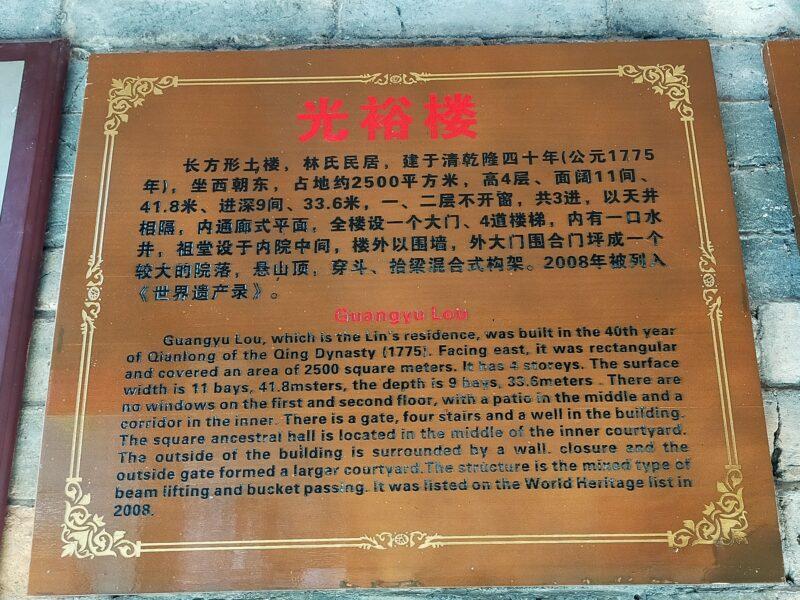 光裕楼
长方形土楼，林氏民居，建于清乾隆四十年(公元1775
年)，坐西朝东，占地约2500平方米，高4层、面阔11间、
41.8米、进深9间、33.6米，一、二层不开窗，共3进，以天井
相隔，内通廊式平面，全楼设一个大门、4道楼梯，内有一口水
井，祖堂设于内院中间，楼外以围墙，外大门围合门坪成一个
较大的院落，悬山顶，穿斗、抬梁混合式构架。2008年被列入
《世界遗产录》。
Guangyu Lou
Guangyu Lou, which is the Lin's residence, was built in the 40th year
of Qianlong of the Qing Dynasty (1775). Facing east, it was rectangular
and covered an area of 2500 square meters. It has 4 storeys. The surface
width is 11 bays, 41.8msters, the depth is 9 bays, 33.6meters . There are
no windows on the first and second floor, with a patio in the middle and a
corridor in the inner. There is a gate, four stairs and a well in the building.
The square ancestral hall is located in the middle of the inner courtyard.
The outside of the building is surrounded by a wall. closure and the
outside gate formed a largar courtyard.The structure is the mixed type of
beam lifting and bucket passing. It was listed on the World Heritage list in
2008.